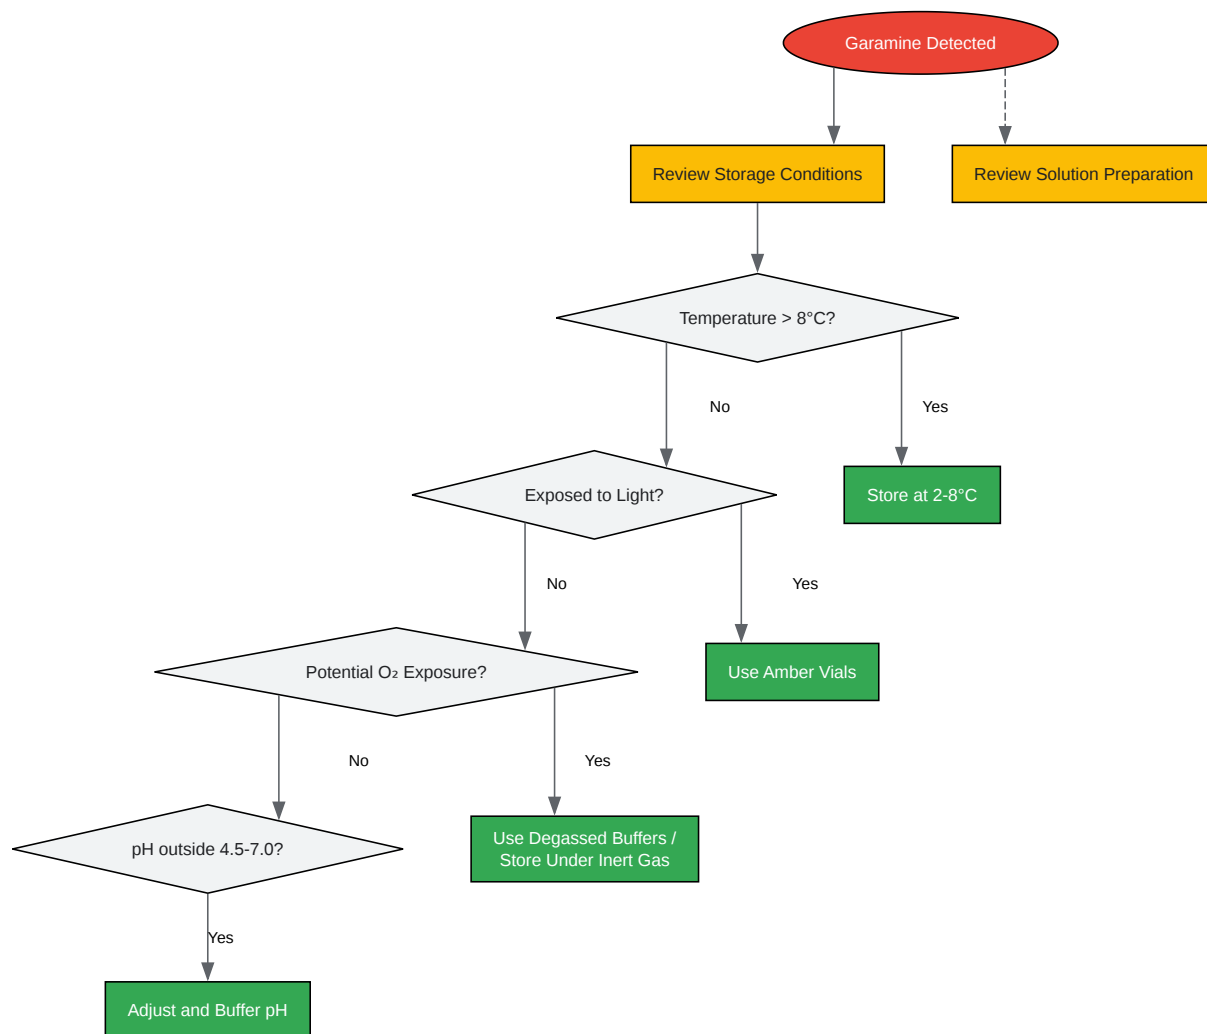 Garamine Detected
Review Storage Conditions
Review Solution Preparation
Temperature > 8°C?
No
Yes
Exposed to Light?
Store at 2-8°C
No
Yes
Potential O₂ Exposure?
Use Amber Vials
No
Yes
pH outside 4.5-7.0?
Use Degassed Buffers /
Store Under Inert Gas
Yes
Adjust and Buffer pH